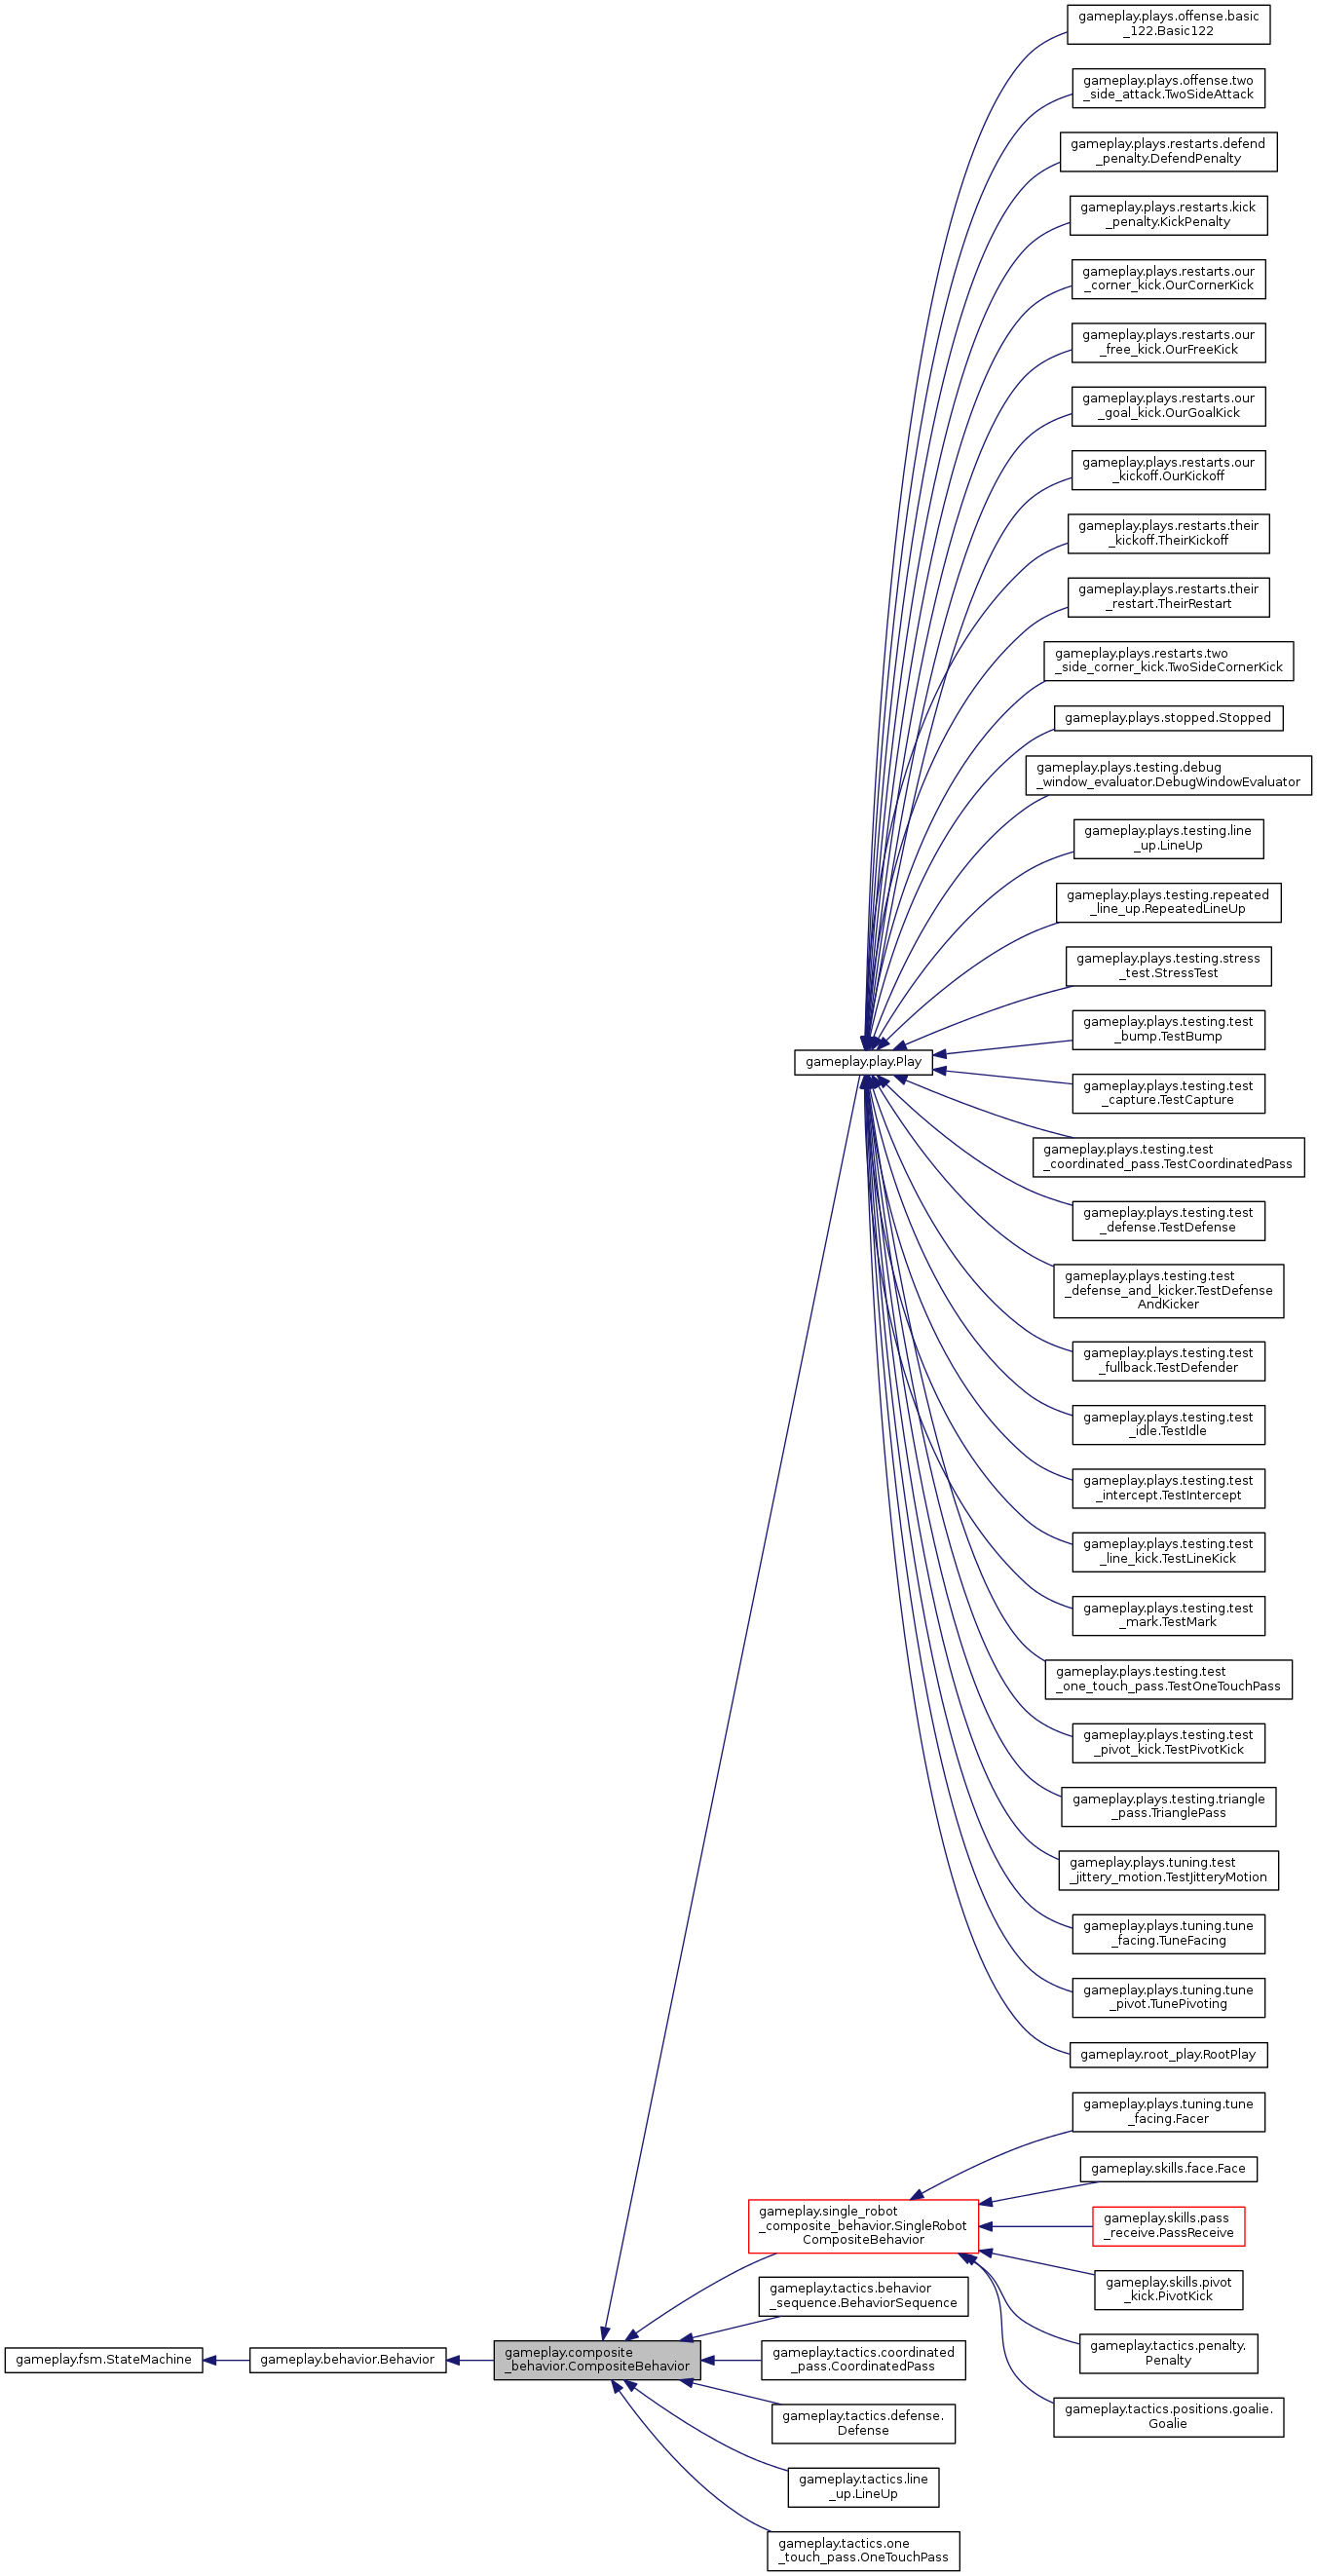 gameplay.plays.offense.basic
_122.Basic122
gameplay.plays.offense.two
_side_attack.TwoSideAttack
gameplay.plays.restarts.defend
_penalty.DefendPenalty
gameplay.plays.restarts.kick
_penalty.KickPenalty
gameplay.plays.restarts.our
_corner_kick.OurCornerKick
gameplay.plays.restarts.our
_free_kick.OurFreeKick
gameplay.plays.restarts.our
_goal_kick.OurGoalKick
gameplay.plays.restarts.our
_kickoff.OurKickoff
gameplay.plays.restarts.their
_kickoff.TheirKickoff
gameplay.plays.restarts.their
_restart.TheirRestart
gameplay.plays.restarts.two
_side_corner_kick.TwoSideCornerKick
gameplay.plays.stopped.Stopped
gameplay.plays.testing.debug
_window_evaluator.DebugWindowEvaluator
gameplay.plays.testing.line
_up.LineUp
gameplay.plays.testing.repeated
_line_up.RepeatedLineUp
gameplay.plays.testing.stress
_test.StressTest
gameplay.plays.testing.test
_bump.TestBump
gameplay.play.Play
gameplay.plays.testing.test
_capture.TestCapture
gameplay.plays.testing.test
_coordinated_pass.TestCoordinatedPass
gameplay.plays.testing.test
_defense.TestDefense
gameplay.plays.testing.test
_defense_and_kicker.TestDefense
AndKicker
gameplay.plays.testing.test
_fullback.TestDefender
gameplay.plays.testing.test
_idle.TestIdle
gameplay.plays.testing.test
_intercept.TestIntercept
gameplay.plays.testing.test
_line_kick.TestLineKick
gameplay.plays.testing.test
_mark.TestMark
gameplay.plays.testing.test
_one_touch_pass.TestOneTouchPass
gameplay.plays.testing.test
_pivot_kick.TestPivotKick
gameplay.plays.testing.triangle
_pass.TrianglePass
gameplay.plays.tuning.test
_jittery_motion.TestJitteryMotion
gameplay.plays.tuning.tune
_facing.TuneFacing
gameplay.plays.tuning.tune
_pivot.TunePivoting
gameplay.root_play.RootPlay
gameplay.plays.tuning.tune
_facing.Facer
gameplay.skills.face.Face
gameplay.single_robot
_composite_behavior.SingleRobot
CompositeBehavior
gameplay.skills.pass
_receive.PassReceive
gameplay.skills.pivot
_kick.PivotKick
gameplay.tactics.behavior
_sequence.BehaviorSequence
gameplay.tactics.penalty.
Penalty
gameplay.fsm.StateMachine
gameplay.behavior.Behavior
gameplay.composite
_behavior.CompositeBehavior
gameplay.tactics.coordinated
_pass.CoordinatedPass
gameplay.tactics.positions.goalie.
Goalie
gameplay.tactics.defense.
Defense
gameplay.tactics.line
_up.LineUp
gameplay.tactics.one
_touch_pass.OneTouchPass